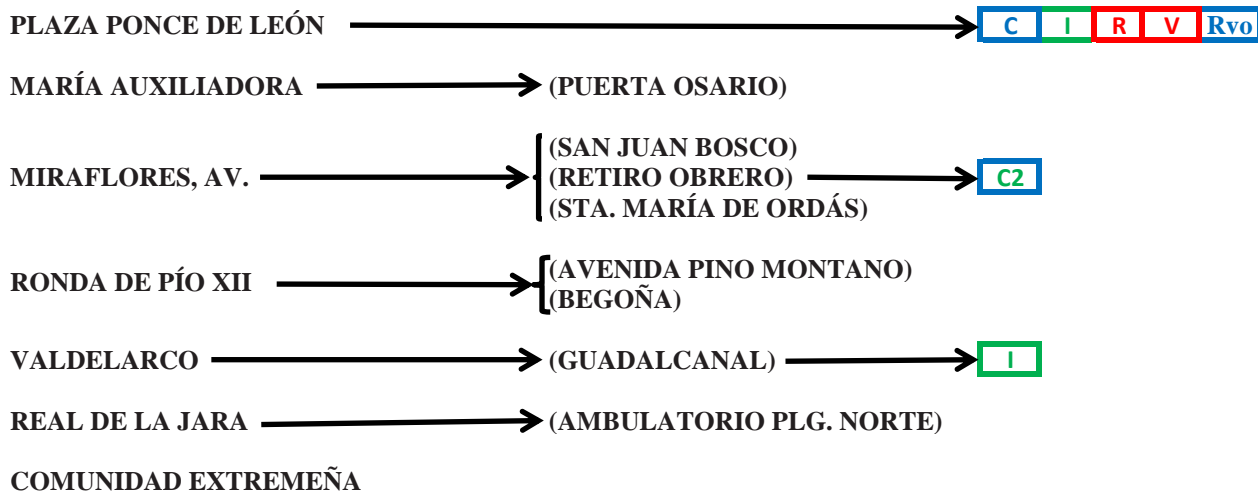 PLAZA PONCE DE LEÓN C I R V Rvo
MARÍA AUXILIADORA (PUERTA OSARIO)
(SAN JUAN BOSCO)
MIRAFLORES, AV. (RETIRO OBRERO) C2
(STA. MARÍA DE ORDÁS)
(AVENIDA PINO MONTANO)
RONDA DE PÍO XII
(BEGOÑA)
VALDELARCO (GUADALCANAL) I
REAL DE LA JARA (AMBULATORIO PLG. NORTE)
COMUNIDAD EXTREMEÑA